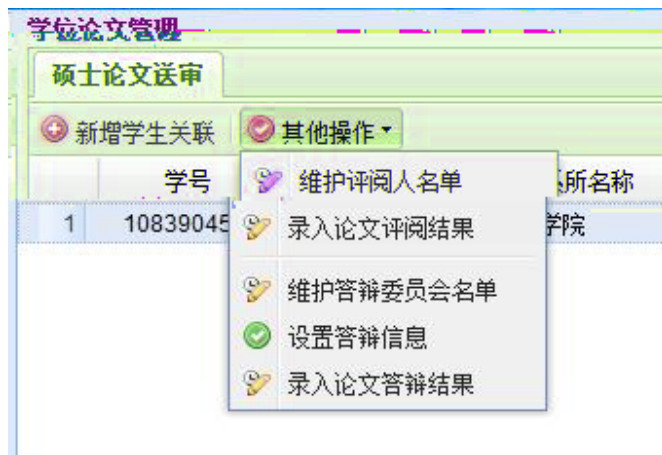 学位论文管理
硕士论文送审
新增学生关联 其他操作
学号 系所名称
1 10839045 学院
维护评阅人名单
录入论文评阅结果
维护答辩委员会名单
设置答辩信息
录入论文答辩结果